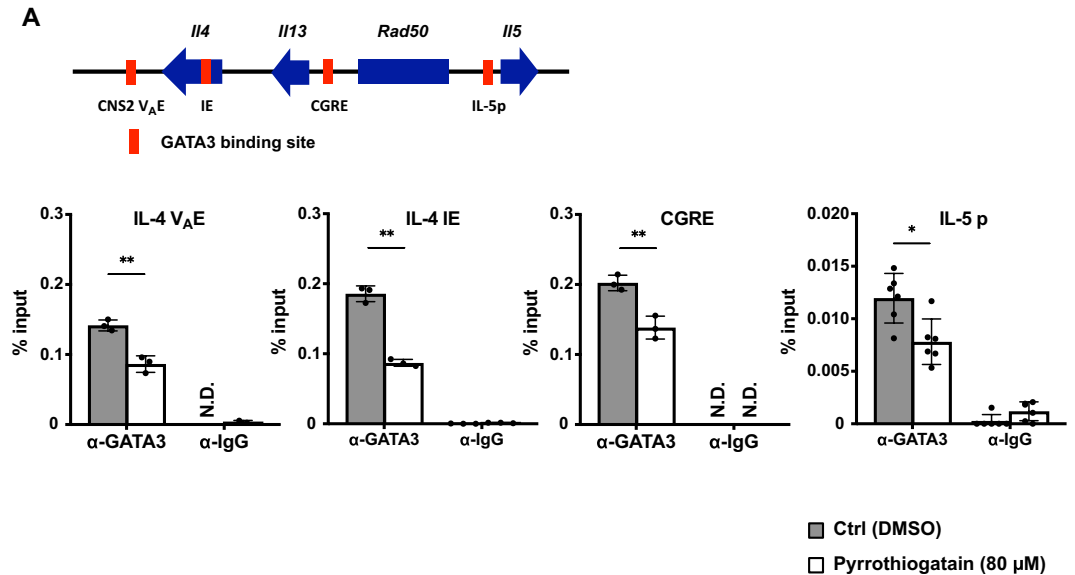 A
Il4 Il13 Rad50 Il5
CNS2 VAE IE CGRE IL-5p
GATA3 binding site
IL-4 VAE
% input
0.3
0.2
0.1
0
**
N.D.
α-GATA3 α-IgG
IL-4 IE
% input
0.3
0.2
0.1
0
**
α-GATA3 α-IgG
CGRE
% input
0.3
0.2
0.1
0
**
N.D. N.D.
α-GATA3 α-IgG
IL-5 p
% input
0.020
0.015
0.010
0.005
0
*
α-GATA3 α-IgG
Ctrl (DMSO)
Pyrrothiogatain (80 μM)